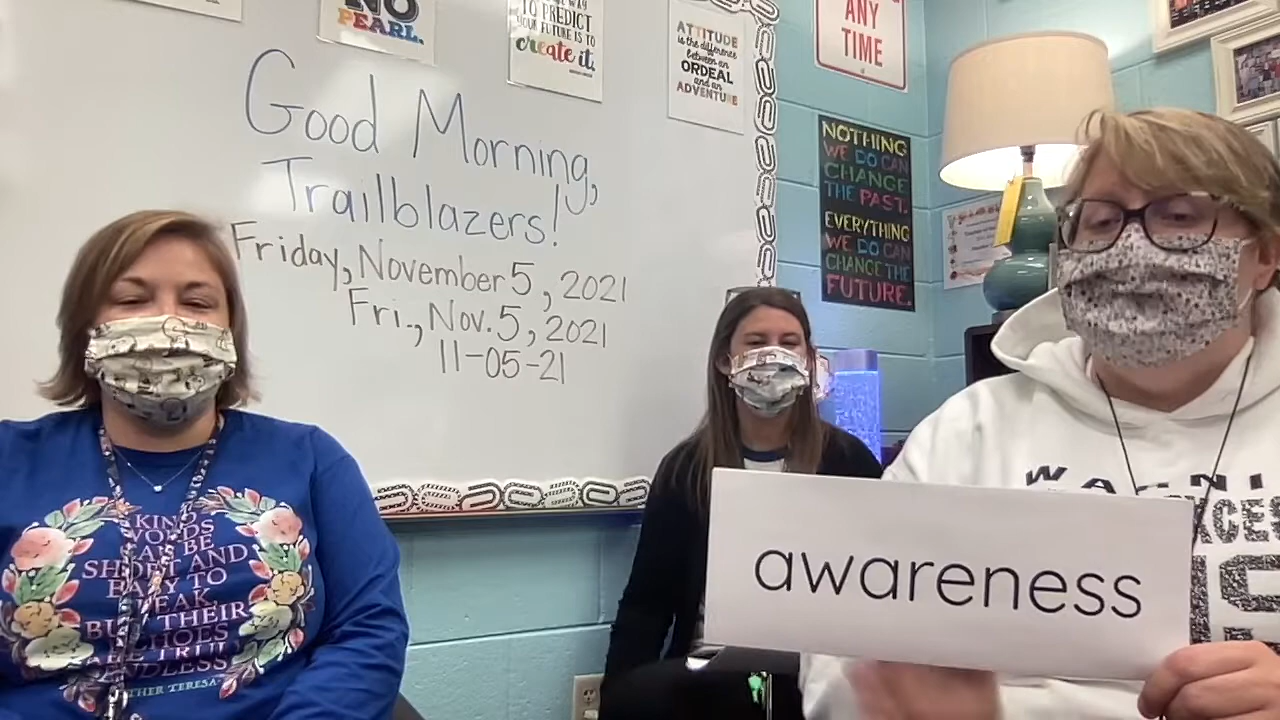 NO
PEARL.
TO PREDICT
YOUR FUTURE IS TO
create it.
ATTITUDE
is the difference
between an
ORDEAL
and an
ADVENTURE
ANY
TIME
Good Morning,
Trailblazers!
Friday, November 5, 2021
Fri., Nov. 5, 2021
11-05-21
NOTHING
WE DO CAN
CHANGE
THE PAST.
EVERYTHING
WE DO CAN
CHANGE THE
FUTURE.
KIND
WORDS
CAN BE
SHORT AND
EASY TO
SPEAK,
BUT THEIR
ECHOES
ARE TRULY
ENDLESS
THER TERESA
awareness